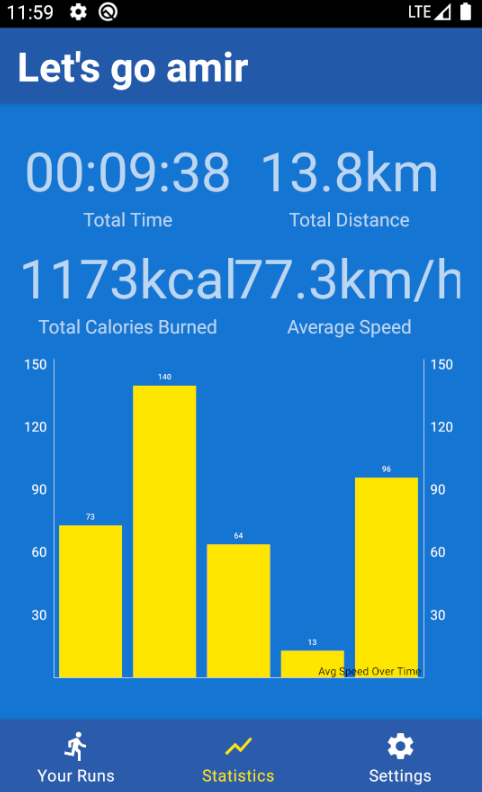 11:59 LTE
Let's go amir
00:09:38 13.8km
Total Time Total Distance
1173kcal 77.3km/h
Total Calories Burned Average Speed
150 150
140
120 120
96
90 90
73
64
60 60
30 30
13
Avg Speed Over Time
Your Runs Statistics Settings